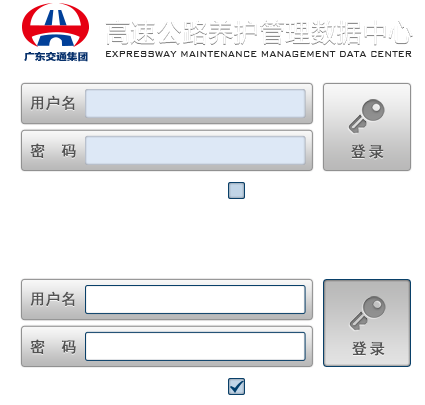 高速公路养护管理数据中心
EXPRESSWAY MAINTENANCE MANAGEMENT DATA CENTER
广东交通集团
用户名
密 码
登录
用户名
密 码
登录